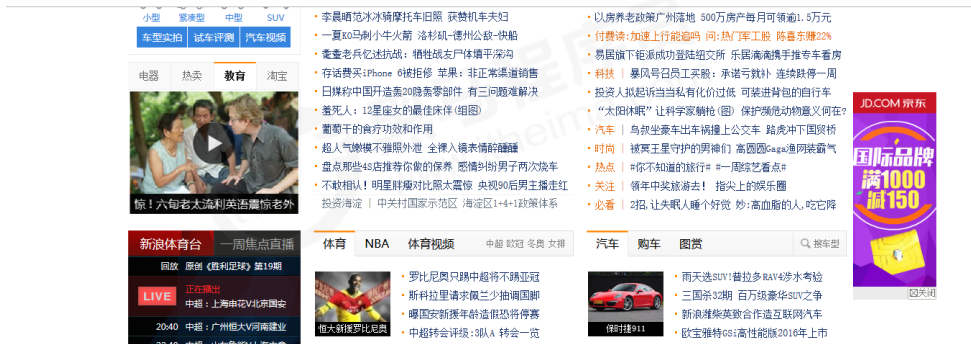 小型 紧凑型 中型 SUV
车型实拍 试车评测 汽车视频
电器 热卖 教育 淘宝
惊！六旬老太流利英语震惊老外
新浪体育台 一周焦点直播
回放 原创《胜利足球》第19期
LIVE 正在播出
中超：上海申花V北京国安
20:40 中超：广州恒大V河南建业
李晨晒范冰冰骑摩托车旧照 获赞机车夫妇
一夏KO马刺小牛火箭 洛杉矶-德州公敌-快船
耄耋老兵忆述抗战：牺牲战友尸体填平深沟
存话费买iPhone 6被拒修 苹果：非正常渠道销售
日媒称中国开造最强20隐轰零部件 有三问题难解决
羞死人：12星座女的最佳床伴(组图)
葡萄干的食疗功效和作用
超人气嫩模不雅照外泄 全裸入镜表情醉醺醺
盘点那些4S店推荐你做的保养 感情纠纷男子两次烧车
不敢相认！明星胖瘦对比照太震惊 央视90后男主播走红
投资海淀 | 中关村国家示范区 海淀区1+4+1政策体系
体育 NBA 体育视频 中超 欧冠 冬奥 女排
恒大新援罗比尼奥
罗比尼奥只踢中超将不踢亚冠
斯科拉里请求佩兰少抽调国脚
曝国安新援年龄造假恐将停赛
中超转会评级:3队A 转会一览
以房养老政策广州落地 500万房产每月可领逾1.5万元
付费读:加速上行能追吗 问:热门军工股 陈喜东赚22%
易居旗下钜派成功登陆纽交所 乐居滴滴携手推专车看房
科技 | 暴风号召员工买股：承诺亏就补 连续跌停一周
投资人拟起诉当当私有化价过低 可装进背包的自行车
“太阳休眠”让科学家躺枪(图) 保护濒危动物意义何在?
汽车 | 鸟叔坐豪车出车祸撞上公交车 路虎冲下国贸桥
时尚 | 被冥王星守护的男神们 高圆圆Gaga渔网装霸气
热点 | #你不知道的旅行# #一周综艺看点#
关注 | 领年中奖旅游去！ 指尖上的娱乐圈
必看 | 2招,让失眠人睡个好觉 妙:高血脂的人,吃它降
汽车 购车 图赏 搜车型
保时捷911
雨天选SUV!普拉多RAV4涉水考验
三国杀32期 百万级豪华SUV之争
新浪潍柴英致合作造互联网汽车
欧宝雅特GSi高性能版2016年上市
JD.COM 京东
国际品牌
满1000
减150
关闭